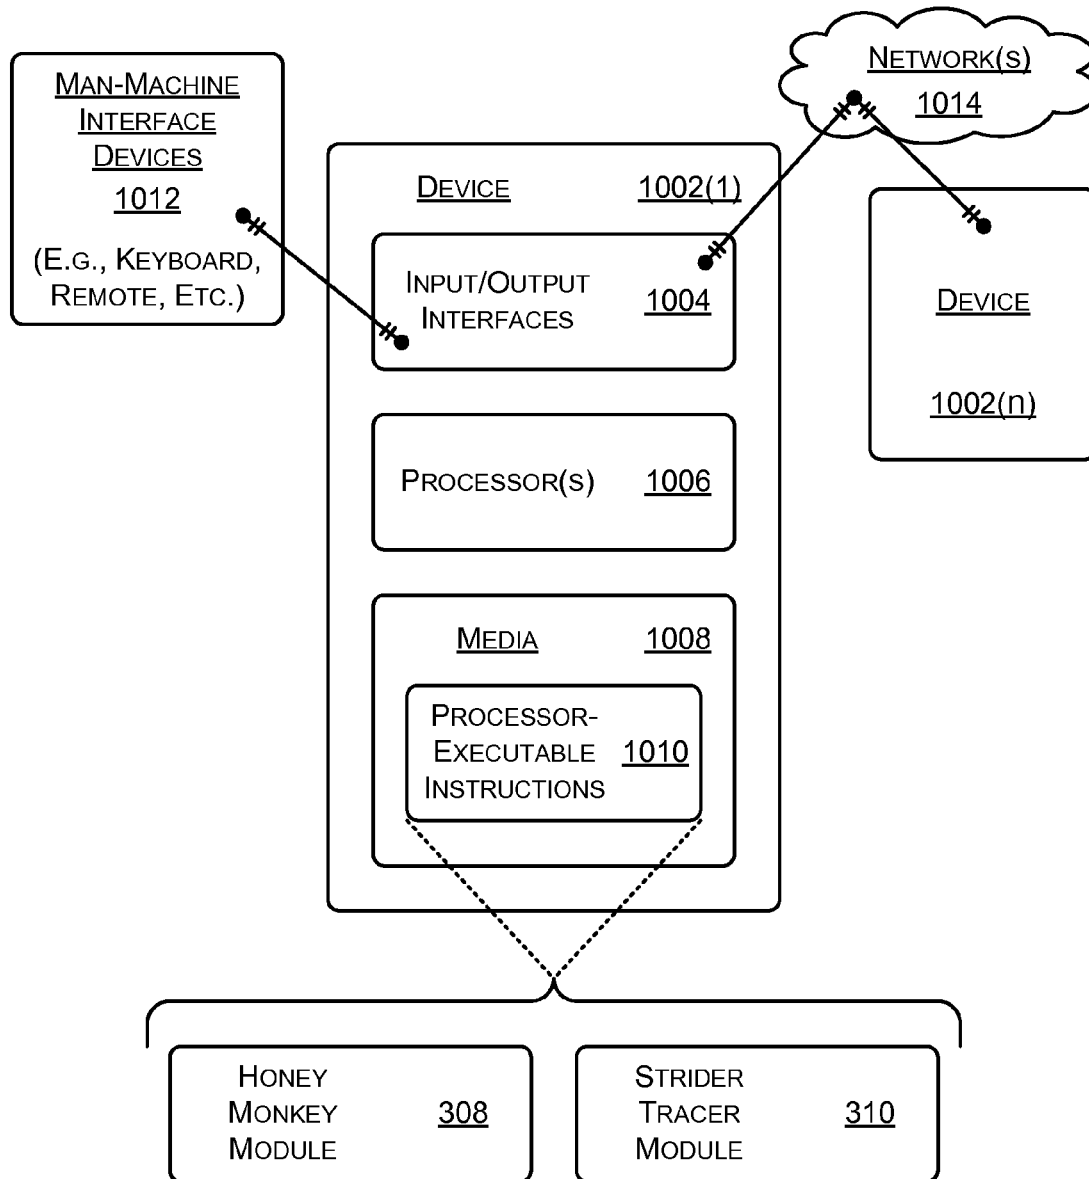 MAN-MACHINE
INTERFACE
DEVICES
1012
(E.G., KEYBOARD,
REMOTE, ETC.)
NETWORK(S)
1014
DEVICE 1002(1)
INPUT/OUTPUT
INTERFACES
1004
DEVICE
1002(n)
PROCESSOR(S) 1006
MEDIA 1008
PROCESSOR-
EXECUTABLE
INSTRUCTIONS
1010
HONEY
MONKEY
MODULE
308
STRIDER
TRACER
MODULE
310